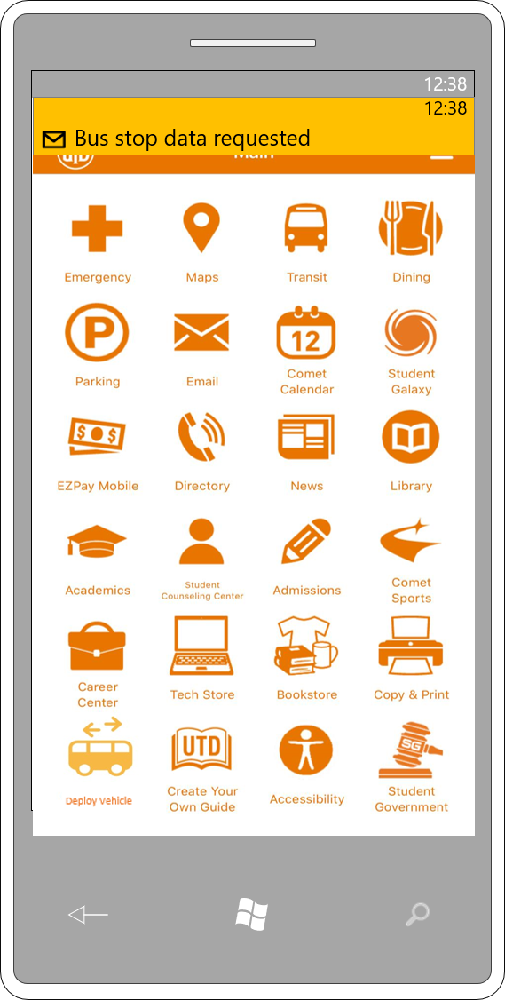 12:38
12:38
Bus stop data requested
Main
Emergency
Maps
Transit
Dining
P
12
Parking
Email
Comet
Calendar
Student
Galaxy
$ $
EZPay Mobile
Directory
News
Library
Academics
Student
Counseling Center
Admissions
Comet
Sports
Career
Center
Tech Store
Bookstore
Copy & Print
UTD
SG
Deploy Vehicle
Create Your
Own Guide
Accessibility
Student
Government